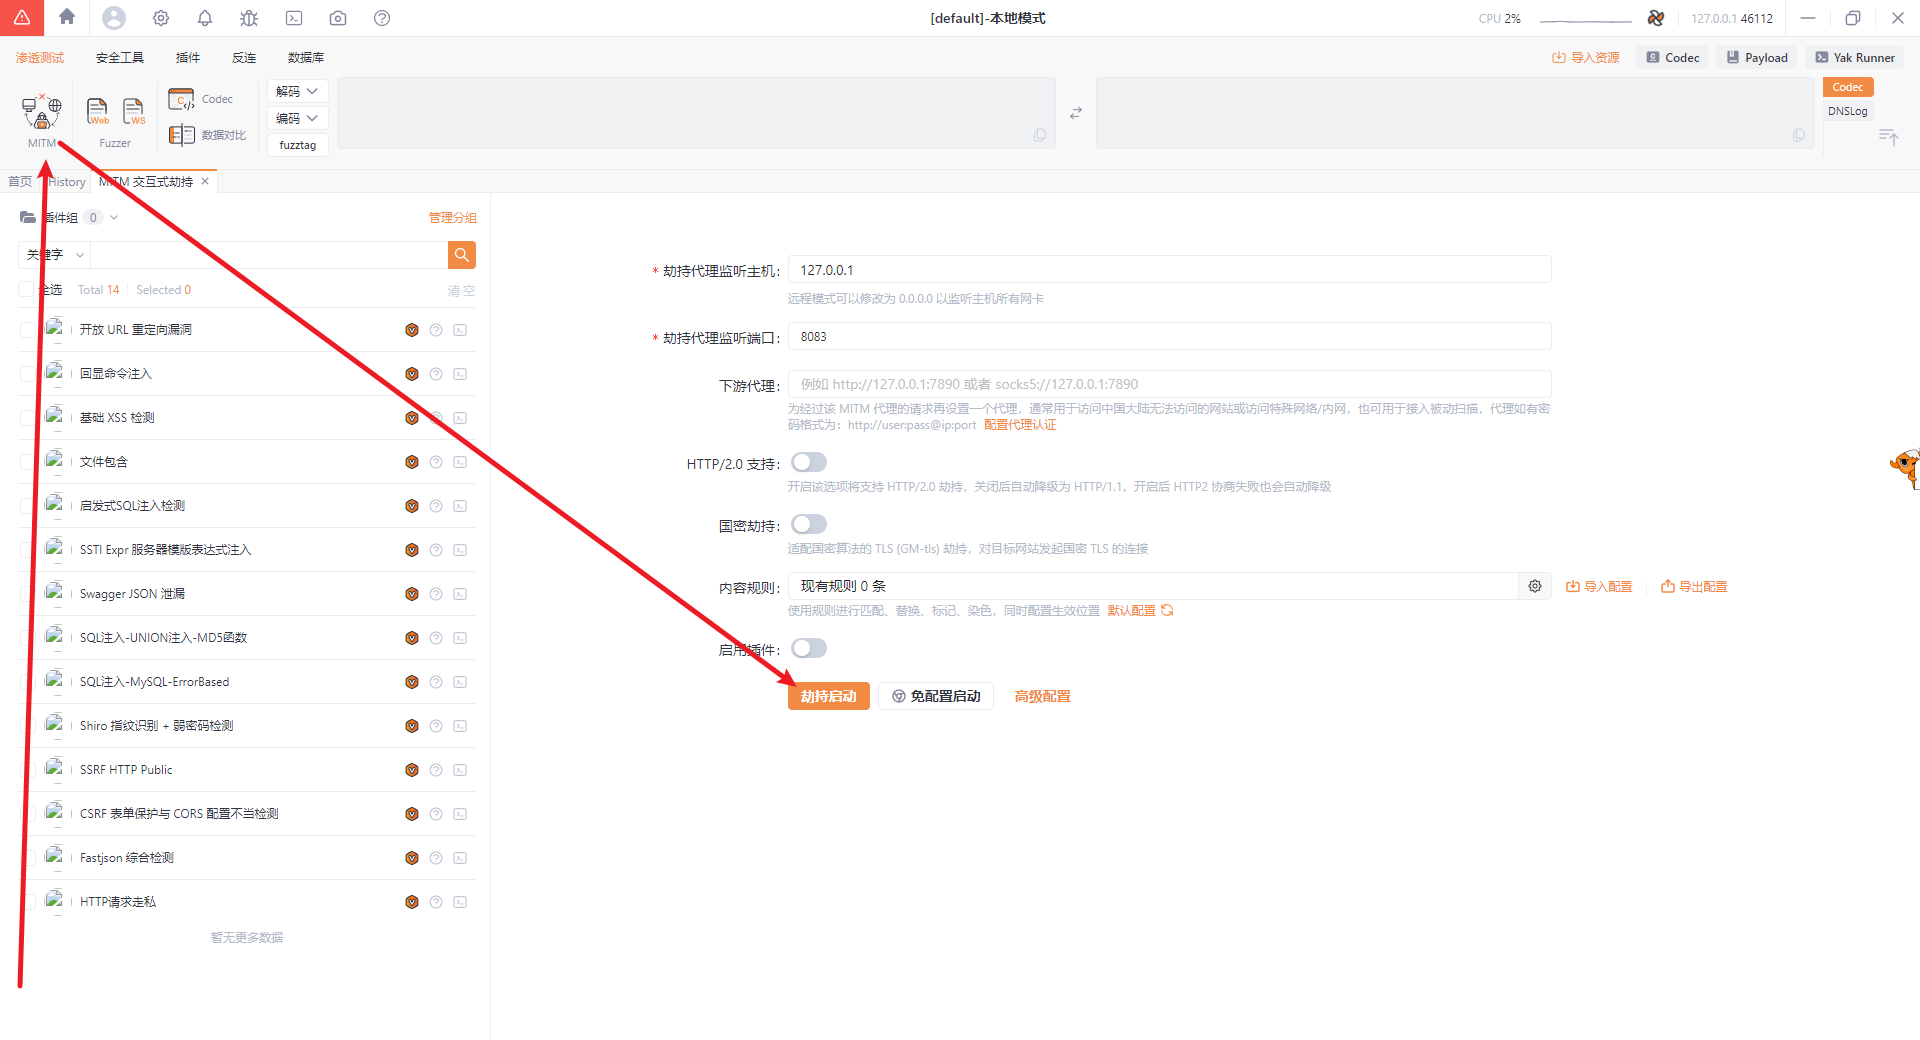 [default]-本地模式
CPU 2%
127.0.0.1 46112
渗透测试
安全工具
插件
反连
数据库
导入资源
Codec
Payload
Yak Runner
MITM
Web
WS
Fuzzer
Codec
数据对比
解码
编码
fuzztag
Codec
DNSLog
首页
History
MITM 交互式劫持
插件组 0
管理分组
关键字
全选 Total 14 Selected 0
清空
开放 URL 重定向漏洞
回显命令注入
基础 XSS 检测
文件包含
启发式SQL注入检测
SSTI Expr 服务器模版表达式注入
Swagger JSON 泄漏
SQL注入-UNION注入-MD5函数
SQL注入-MySQL-ErrorBased
Shiro 指纹识别 + 弱密码检测
SSRF HTTP Public
CSRF 表单保护与 CORS 配置不当检测
Fastjson 综合检测
HTTP请求走私
暂无更多数据
* 劫持代理监听主机: 127.0.0.1
远程模式可以修改为 0.0.0.0 以监听主机所有网卡
* 劫持代理监听端口: 8083
下游代理: 例如 http://127.0.0.1:7890 或者 socks5://127.0.0.1:7890
为经过该 MITM 代理的请求再设置一个代理，通常用于访问中国大陆无法访问的网站或访问特殊网络/内网，也可用于接入被动扫描，代理如有密
码格式为：http://user:pass@ip:port 配置代理认证
HTTP/2.0 支持:
开启该选项将支持 HTTP/2.0 劫持，关闭后自动降级为 HTTP/1.1，开启后 HTTP2 协商失败也会自动降级
国密劫持:
适配国密算法的 TLS (GM-tls) 劫持，对目标网站发起国密 TLS 的连接
内容规则: 现有规则 0 条
导入配置
导出配置
使用规则进行匹配、替换、标记、染色，同时配置生效位置 默认配置
启用插件:
劫持启动
免配置启动
高级配置